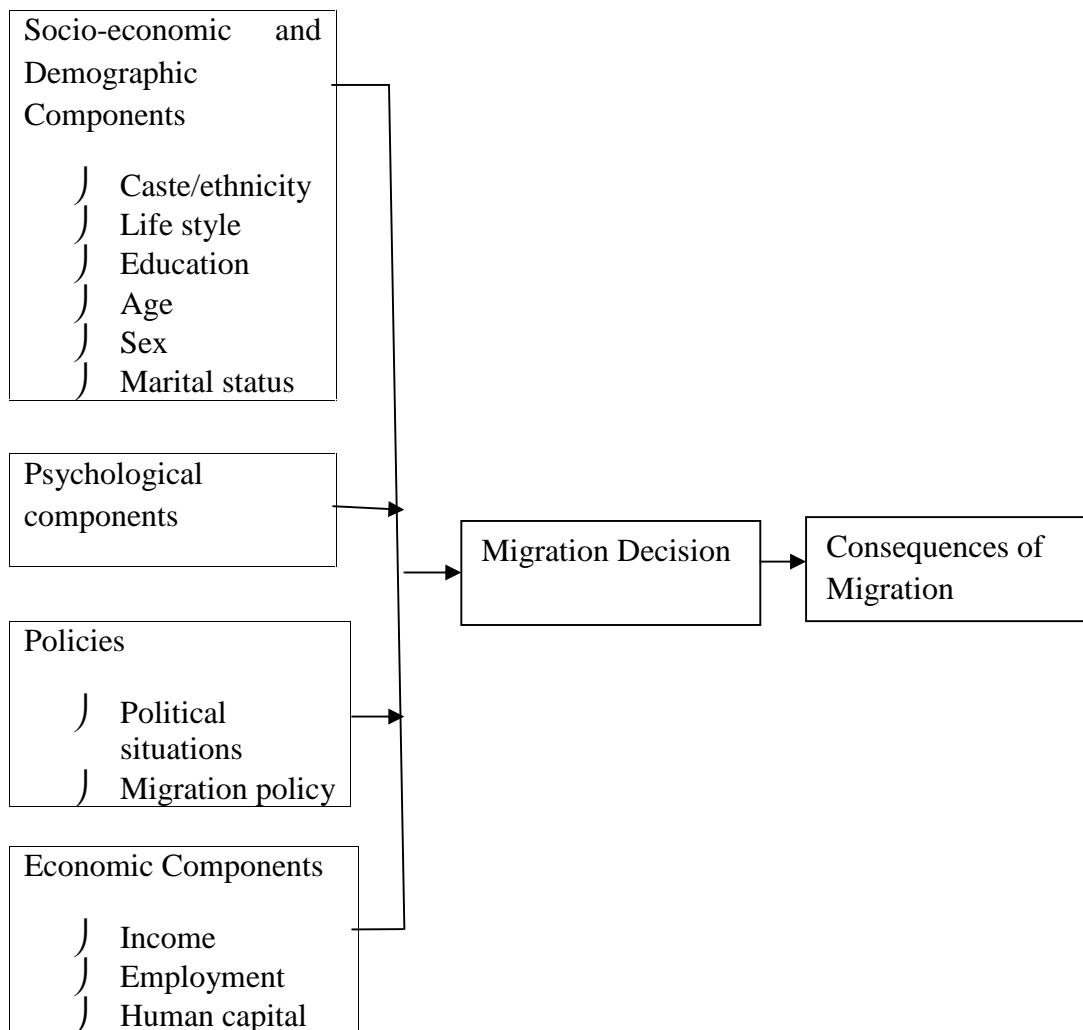 Socio-economic and
Demographic
Components
⎠ Caste/ethnicity
⎠ Life style
⎠ Education
⎠ Age
⎠ Sex
⎠ Marital status
Psychological
components
Policies
⎠ Political
situations
⎠ Migration policy
Economic Components
⎠ Income
⎠ Employment
⎠ Human capital
Migration Decision
Consequences of
Migration